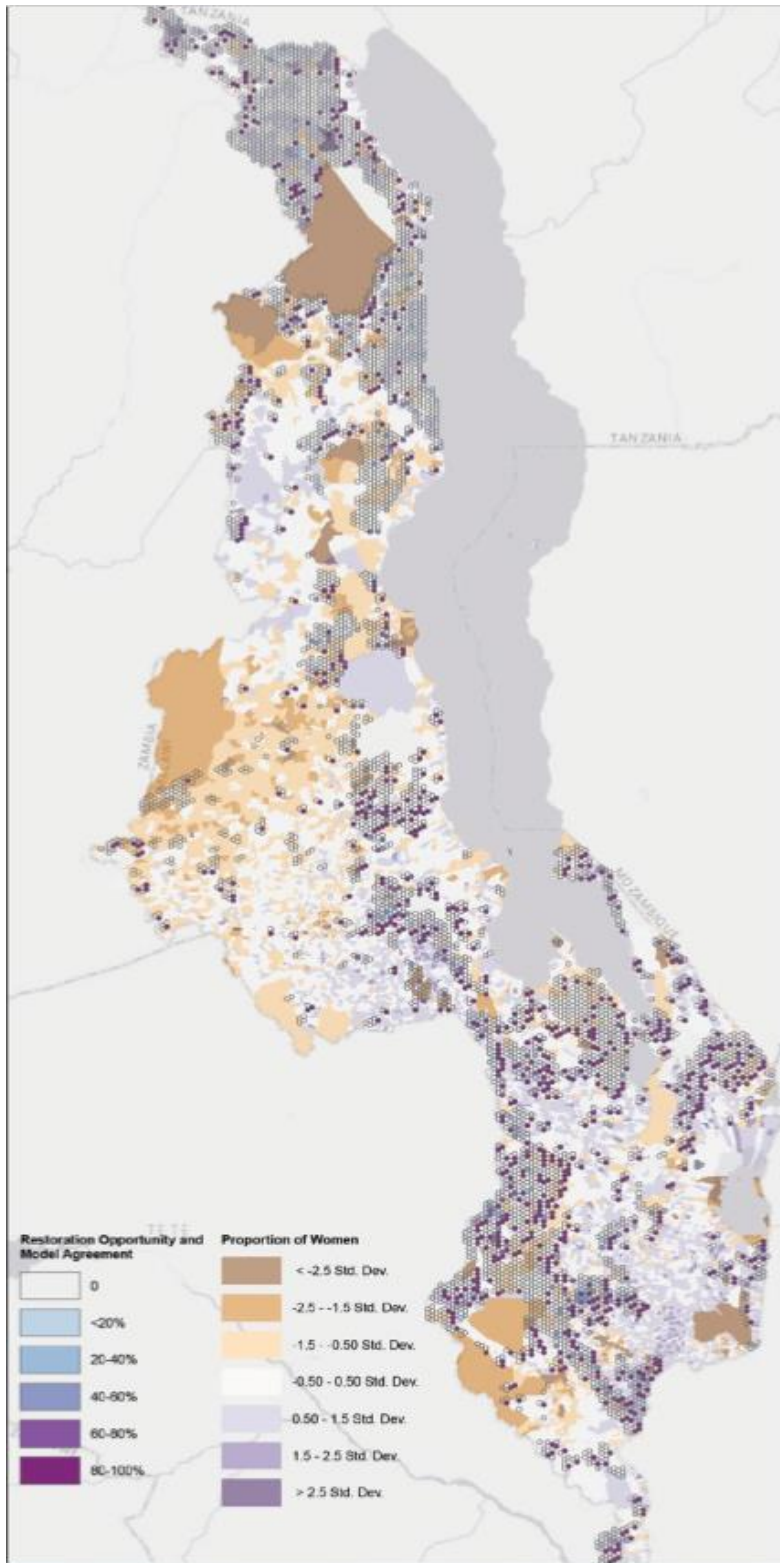 TANZANIA
TANZANIA
ZAMBIA
MOZAMBIQUE
TETE
Restoration Opportunity and
Model Agreement
0
<20%
20-40%
40-60%
60-80%
80-100%
Proportion of Women
< -2.5 Std. Dev.
-2.5 - -1.5 Std. Dev.
-1.5 - -0.50 Std. Dev.
-0.50 - 0.50 Std. Dev.
0.50 - 1.5 Std. Dev.
1.5 - 2.5 Std. Dev.
> 2.5 Std. Dev.